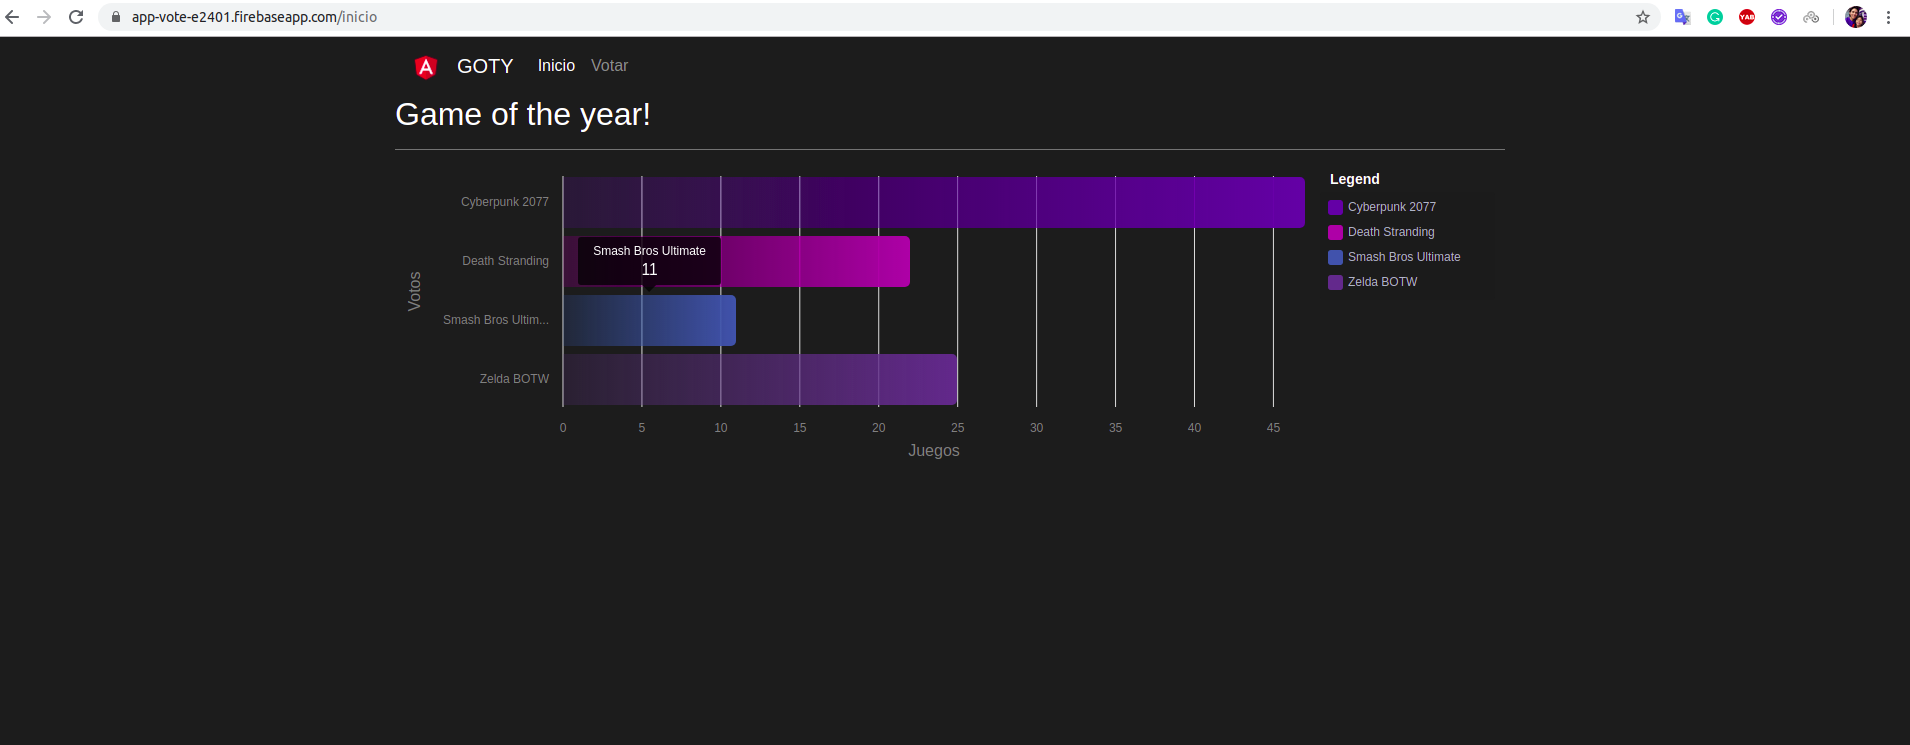 app-vote-e2401.firebaseapp.com/inicio
YAB
GOTY Inicio Votar
Game of the year!
Votos
Cyberpunk 2077
Death Stranding
Smash Bros Ultim...
Zelda BOTW
Smash Bros Ultimate
11
0 5 10 15 20 25 30 35 40 45
Juegos
Legend
Cyberpunk 2077
Death Stranding
Smash Bros Ultimate
Zelda BOTW